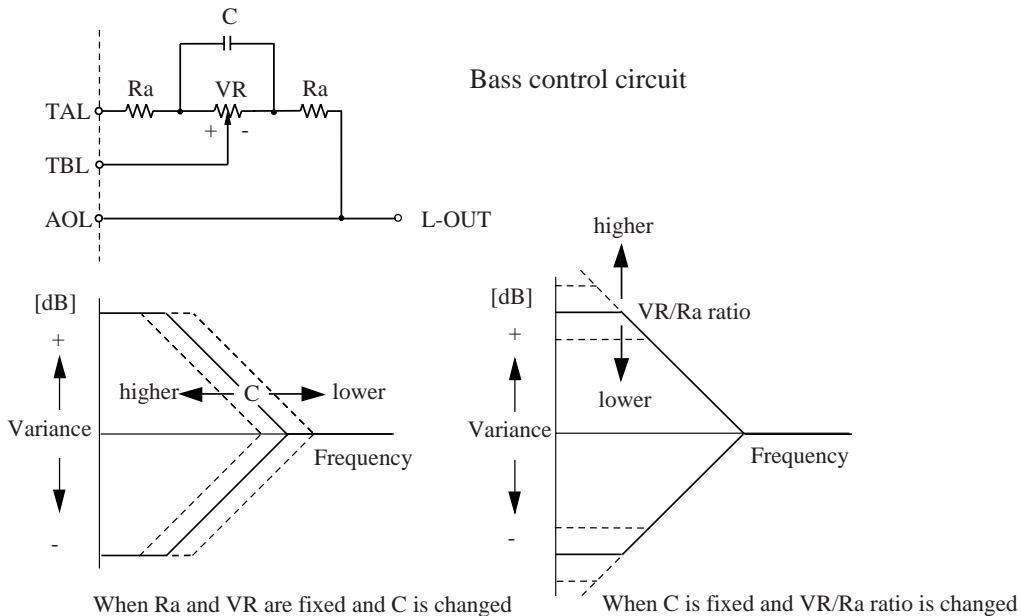 C
Bass control circuit
Ra
VR
Ra
TAL
+
-
TBL
AOL
L-OUT
[dB]
+
higher
C
lower
Variance
Frequency
-
When Ra and VR are fixed and C is changed
higher
[dB]
VR/Ra ratio
+
lower
Variance
Frequency
-
When C is fixed and VR/Ra ratio is changed